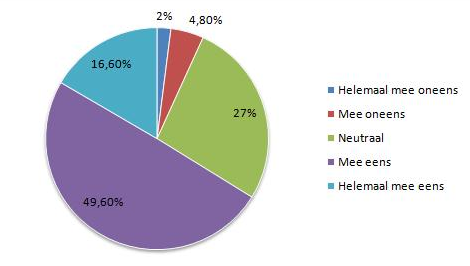 2%
4,80%
16,60%
27%
49,60%
Helemaal mee oneens
Mee oneens
Neutraal
Mee eens
Helemaal mee eens